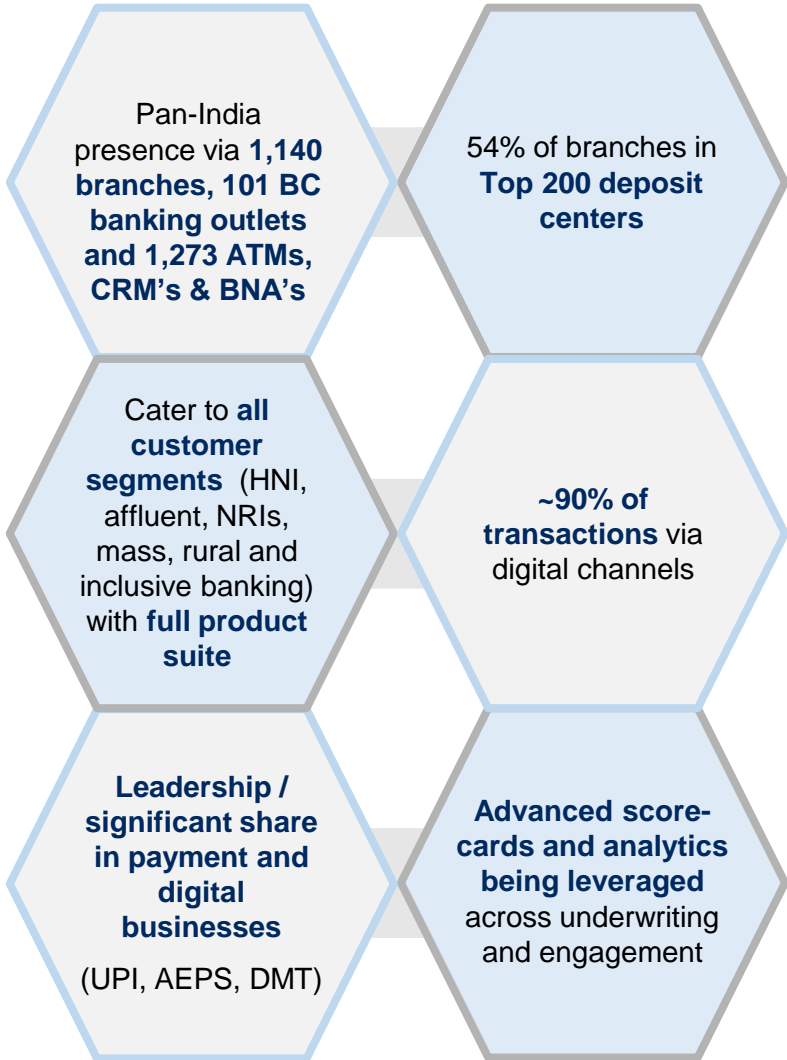 Pan-India
presence via 1,140
branches, 101 BC
banking outlets
and 1,273 ATMs,
CRM's & BNA's
54% of branches in
Top 200 deposit
centers
Cater to all
customer
segments (HNI,
affluent, NRIs,
mass, rural and
inclusive banking)
with full product
suite
~90% of
transactions via
digital channels
Leadership /
significant share
in payment and
digital
businesses
(UPI, AEPS, DMT)
Advanced score-
cards and analytics
being leveraged
across underwriting
and engagement